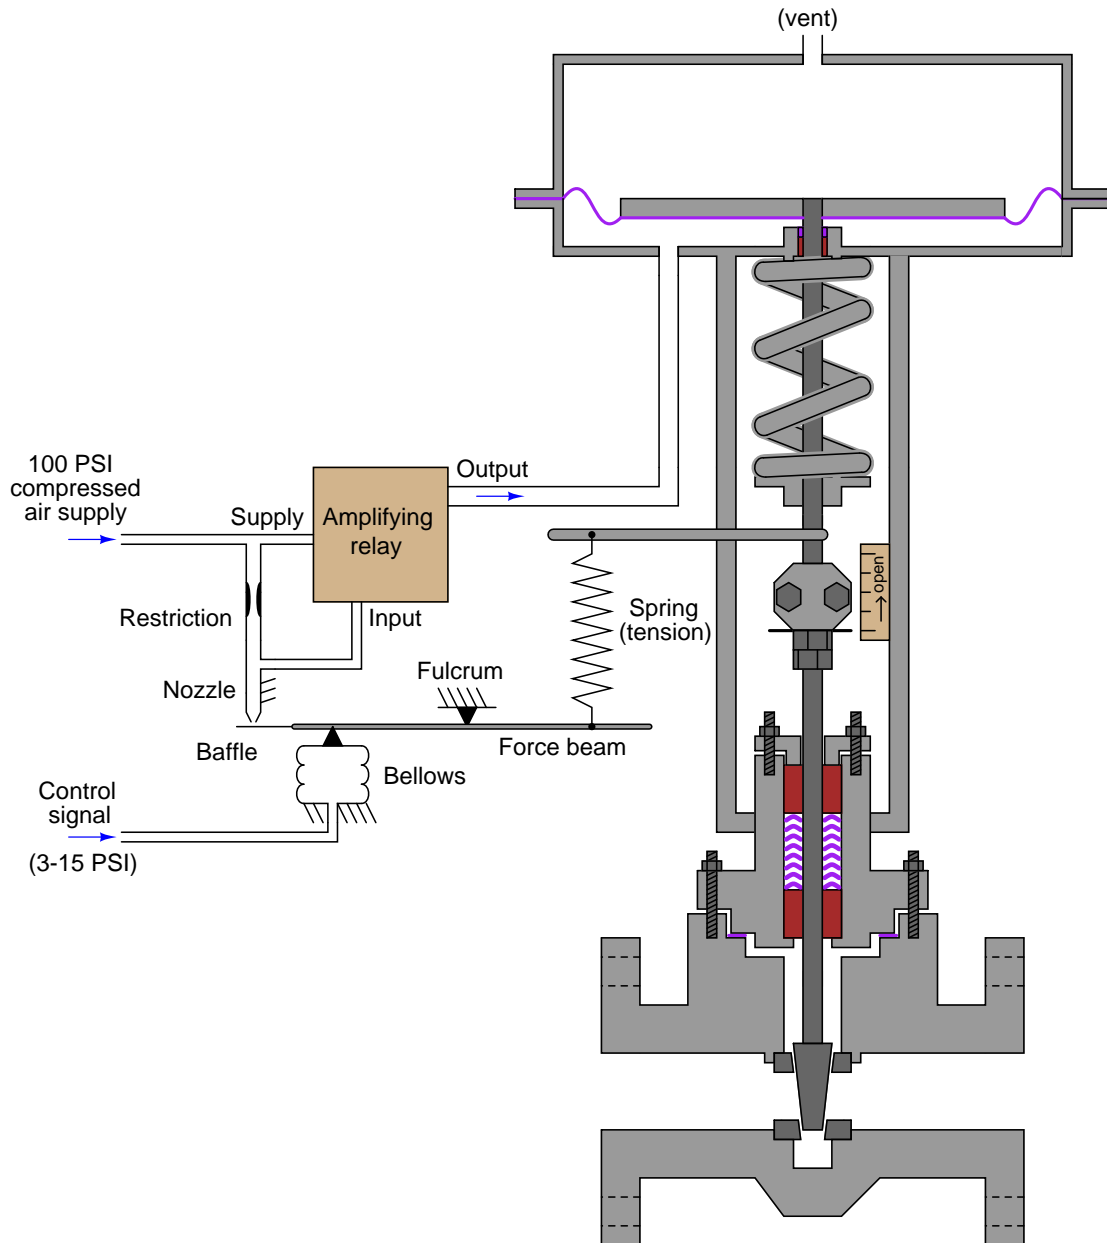 (vent)
100 PSI
compressed
air supply
Supply
Amplifying
relay
Output
Restriction
Input
Spring
(tension)
open
Nozzle
Fulcrum
Baffle
Force beam
Bellows
Control
signal
(3-15 PSI)